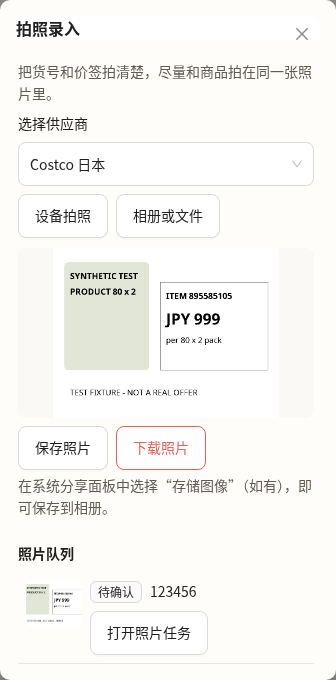 拍照录入
把货号和价签拍清楚，尽量和商品拍在同一张照
片里。
选择供应商
Costco 日本
设备拍照
相册或文件
SYNTHETIC TEST
PRODUCT 80 x 2
ITEM 895585105
JPY 999
per 80 x 2 pack
TEST FIXTURE - NOT A REAL OFFER
保存照片
下载照片
在系统分享面板中选择“存储图像”（如有），即
可保存到相册。
照片队列
待确认 123456
打开照片任务